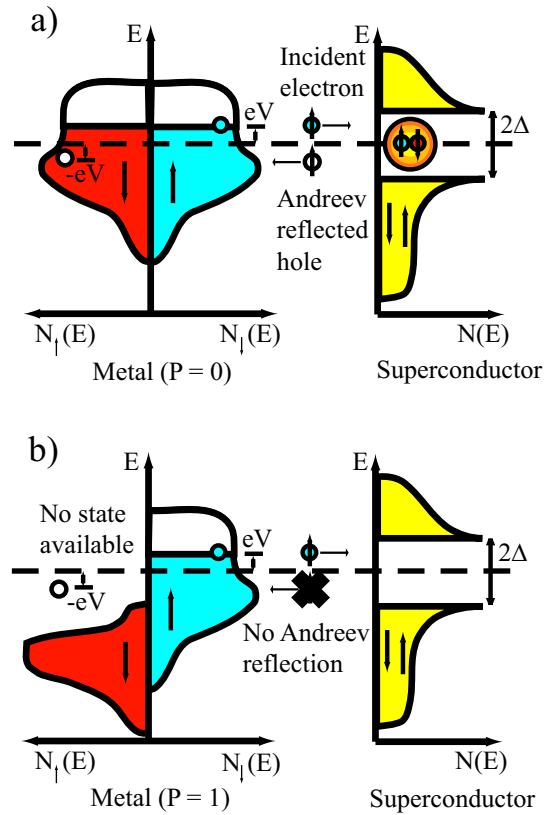 a)
E
Incident
electron
E
eV
-eV
2Δ
Andreev
reflected
hole
N↑(E)
N↓(E)
N(E)
Metal (P = 0)
Superconductor
b)
E
E
No state
available
eV
-eV
2Δ
No Andreev
reflection
N↑(E)
N↓(E)
N(E)
Metal (P = 1)
Superconductor